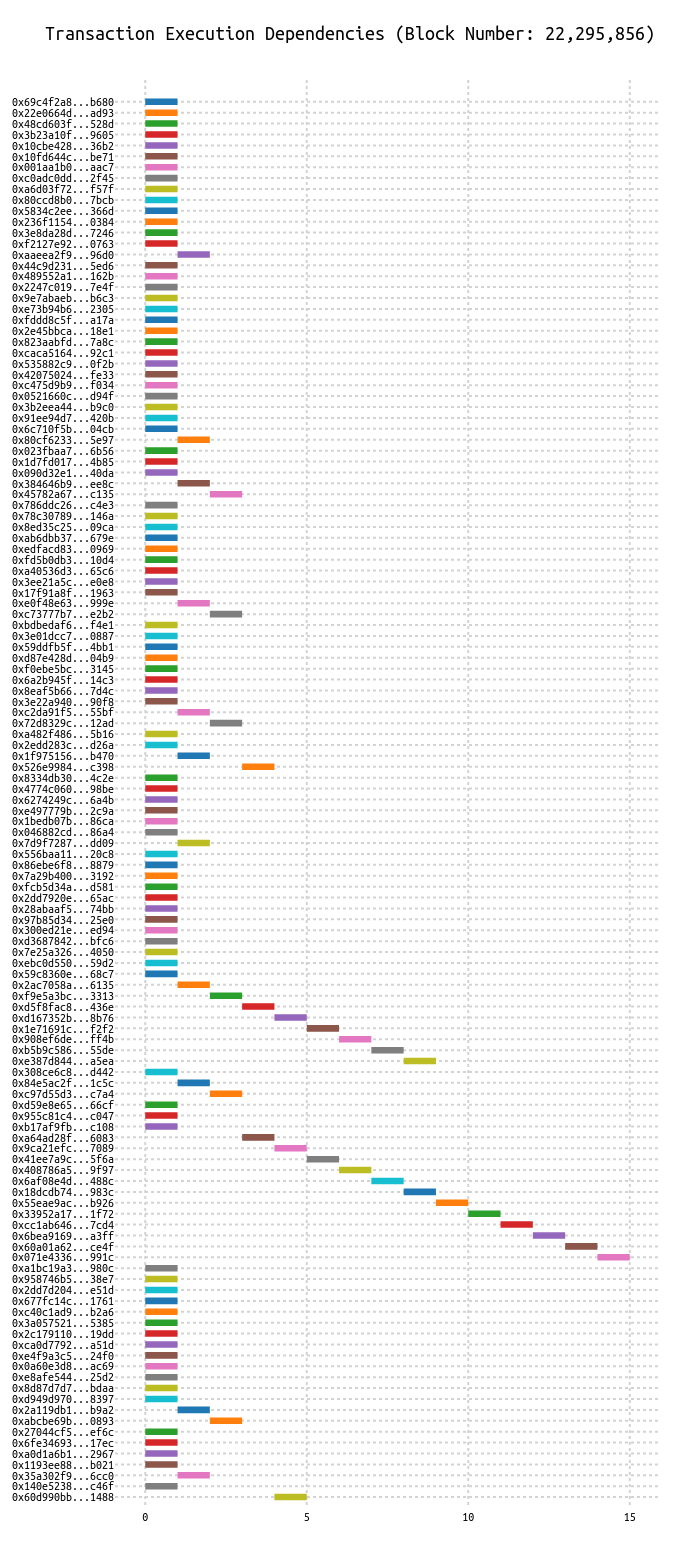 Transaction Execution Dependencies (Block Number: 22,295,856)
0x69c4f2a8...b680
0x22e0664d...ad93
0x48cd603f...528d
0x3b23a10f...9605
0x10cbe428...36b2
0x10fd644c...be71
0x001aa1b0...aac7
0xc0adc0dd...2f45
0xa6d03f72...f57f
0x80ccd8b0...7bcb
0x5834c2ee...366d
0x236f1154...0384
0x3e8da28d...7246
0xf2127e92...0763
0xaaeea2f9...96d0
0x44c9d231...5ed6
0x489552a1...162b
0x2247c019...7e4f
0x9e7abaeb...b6c3
0xe73b94b6...2305
0xfddd8c5f...a17a
0x2e45bbca...18e1
0x823aabfd...7a8c
0xcaca5164...92c1
0x535882c9...0f2b
0x42075024...fe33
0xc475d9b9...f034
0x0521660c...d94f
0x3b2eea44...b9c0
0x91ee94d7...420b
0x6c710f5b...04cb
0x80cf6233...5e97
0x023fbaa7...6b56
0x1d7fd017...4b85
0x090d32e1...40da
0x384646b9...ee8c
0x45782a67...c135
0x786ddc26...c4e3
0x78c30789...146a
0x8ed35c25...09ca
0xab6dbb37...679e
0xedfacd83...0969
0xfd5b0db3...10d4
0xa40536d3...65c6
0x3ee21a5c...e0e8
0x17f91a8f...1963
0xe0f48e63...999e
0xc73777b7...e2b2
0xbdbedaf6...f4e1
0x3e01dcc7...0887
0x59ddfb5f...4bb1
0xd87e428d...04b9
0xf0ebe5bc...3145
0x6a2b945f...14c3
0x8eaf5b66...7d4c
0x3e22a940...90f8
0xc2da91f5...55bf
0x72d8329c...12ad
0xa482f486...5b16
0x2edd283c...d26a
0x1f975156...b470
0x526e9984...c398
0x8334db30...4c2e
0x4774c060...98be
0x6274249c...6a4b
0xe497779b...2c9a
0x1bedb07b...86ca
0x046882cd...86a4
0x7d9f7287...dd09
0x556baa11...20c8
0x86ebe6f8...8879
0x7a29b400...3192
0xfcb5d34a...d581
0x2dd7920e...65ac
0x28abaaf5...74bb
0x97b85d34...25e0
0x300ed21e...ed94
0xd3687842...bfc6
0x7e25a326...4050
0xebc0d550...59d2
0x59c8360e...68c7
0x2ac7058a...6135
0xf9e5a3bc...3313
0xd5f8fac8...436e
0xd167352b...8b76
0x1e71691c...f2f2
0x908ef6de...ff4b
0xb5b9c586...55de
0xe387d844...a5ea
0x308ce6c8...d442
0x84e5ac2f...1c5c
0xc97d55d3...c7a4
0xd59e8e65...66cf
0x955c81c4...c047
0xb17af9fb...c108
0xa64ad28f...6083
0x9ca21efc...7089
0x41ee7a9c...5f6a
0x408786a5...9f97
0x6af08e4d...488c
0x18dcdb74...983c
0x55eae9ac...b926
0x33952a17...1f72
0xcc1ab646...7cd4
0x6bea9169...a3ff
0x60a01a62...ce4f
0x071e4336...991c
0xa1bc19a3...980c
0x958746b5...38e7
0x2dd7d204...e51d
0x677fc14c...1761
0xc40c1ad9...b2a6
0x3a057521...5385
0x2c179110...19dd
0xca0d7792...a51d
0xe4f9a3c5...24f0
0x0a60e3d8...ac69
0xe8afe544...25d2
0x8d87d7d7...bdaa
0xd949d970...8397
0x2a119db1...b9a2
0xabcbe69b...0893
0x27044cf5...ef6c
0x6fe34693...17ec
0xa0d1a6b1...2967
0x1193ee88...b021
0x35a302f9...6cc0
0x140e5238...c46f
0x60d990bb...1488
0 5 10 15